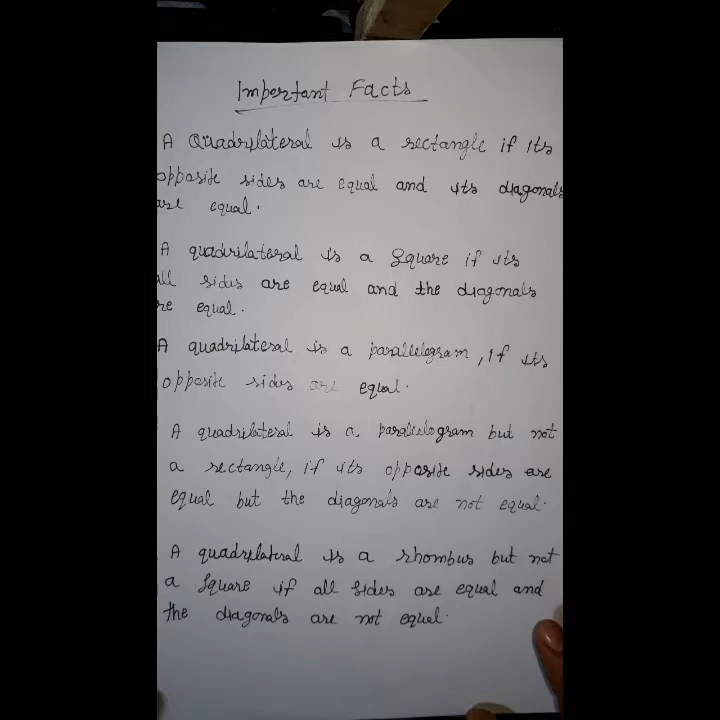 Important Facts
A Quadrilateral is a rectangle if its
opposite sides are equal and its diagonals
are equal.
A quadrilateral is a square if its
all sides are equal and the diagonals
re equal.
A quadrilateral is a parallelogram, if its
opposite sides are equal.
A quadrilateral is a parallelogram but not
a rectangle, if its opposite sides are
equal but the diagonals are not equal.
A quadrilateral is a rhombus but not
a square if all sides are equal and
the diagonals are not equal.